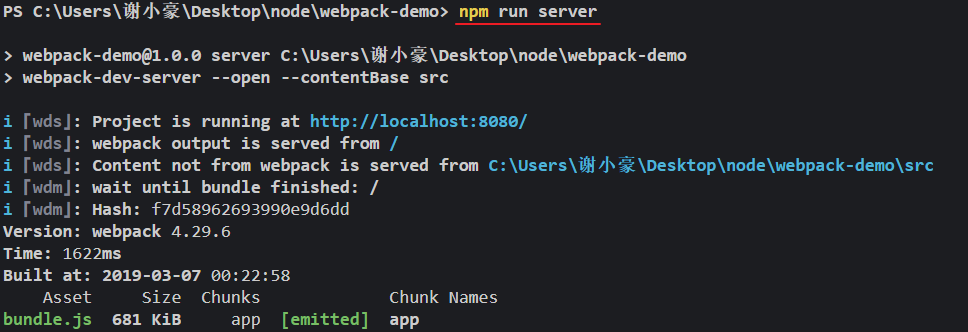 PS C:\Users\谢小豪\Desktop\node\webpack-demo> npm run server
> webpack-demo@1.0.0 server C:\Users\谢小豪\Desktop\node\webpack-demo
> webpack-dev-server --open --contentBase src
i ｢wds｣: Project is running at http://localhost:8080/
i ｢wds｣: webpack output is served from /
i ｢wds｣: Content not from webpack is served from C:\Users\谢小豪\Desktop\node\webpack-demo\src
i ｢wdm｣: wait until bundle finished: /
i ｢wdm｣: Hash: f7d58962693990e9d6dd
Version: webpack 4.29.6
Time: 1622ms
Built at: 2019-03-07 00:22:58
Asset Size Chunks Chunk Names
bundle.js 681 KiB app [emitted] app